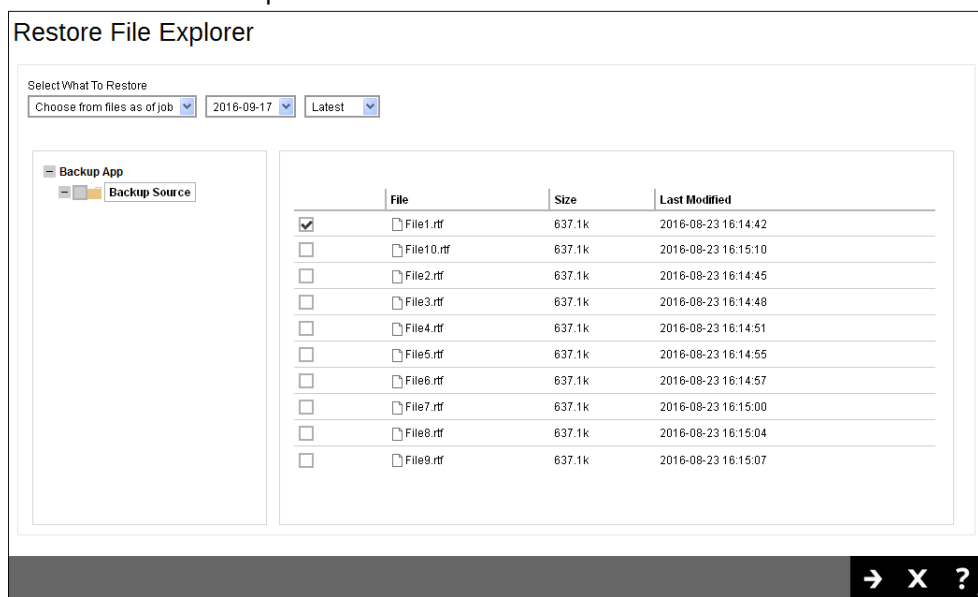 Restore File Explorer
Select What To Restore
Choose from files as of job 2016-09-17 Latest
Backup App
Backup Source
File Size Last Modified
File1.rtf 637.1k 2016-08-23 16:14:42
File10.rtf 637.1k 2016-08-23 16:15:10
File2.rtf 637.1k 2016-08-23 16:14:45
File3.rtf 637.1k 2016-08-23 16:14:48
File4.rtf 637.1k 2016-08-23 16:14:51
File5.rtf 637.1k 2016-08-23 16:14:55
File6.rtf 637.1k 2016-08-23 16:14:57
File7.rtf 637.1k 2016-08-23 16:15:00
File8.rtf 637.1k 2016-08-23 16:15:04
File9.rtf 637.1k 2016-08-23 16:15:07
X ?